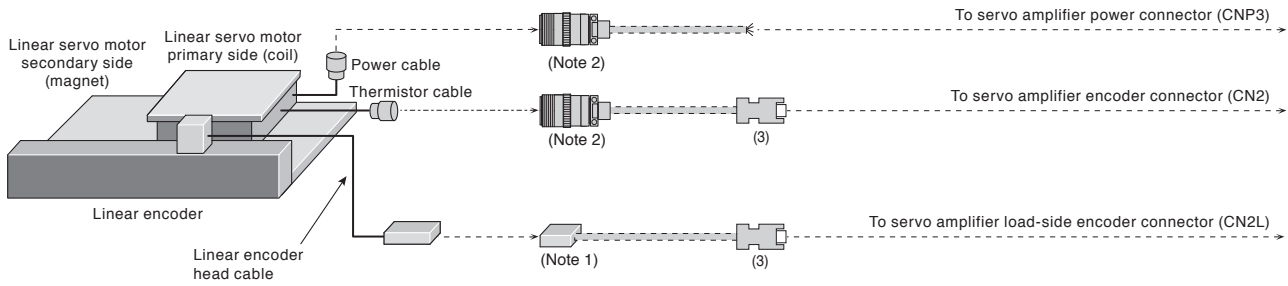 To servo amplifier power connector (CNP3)
Linear servo motor
secondary side
(magnet)
Linear servo motor
primary side (coil)
Power cable
(Note 2)
Thermistor cable
To servo amplifier encoder connector (CN2)
(Note 2)
(3)
Linear encoder
Linear encoder
head cable
To servo amplifier load-side encoder connector (CN2L)
(Note 1)
(3)